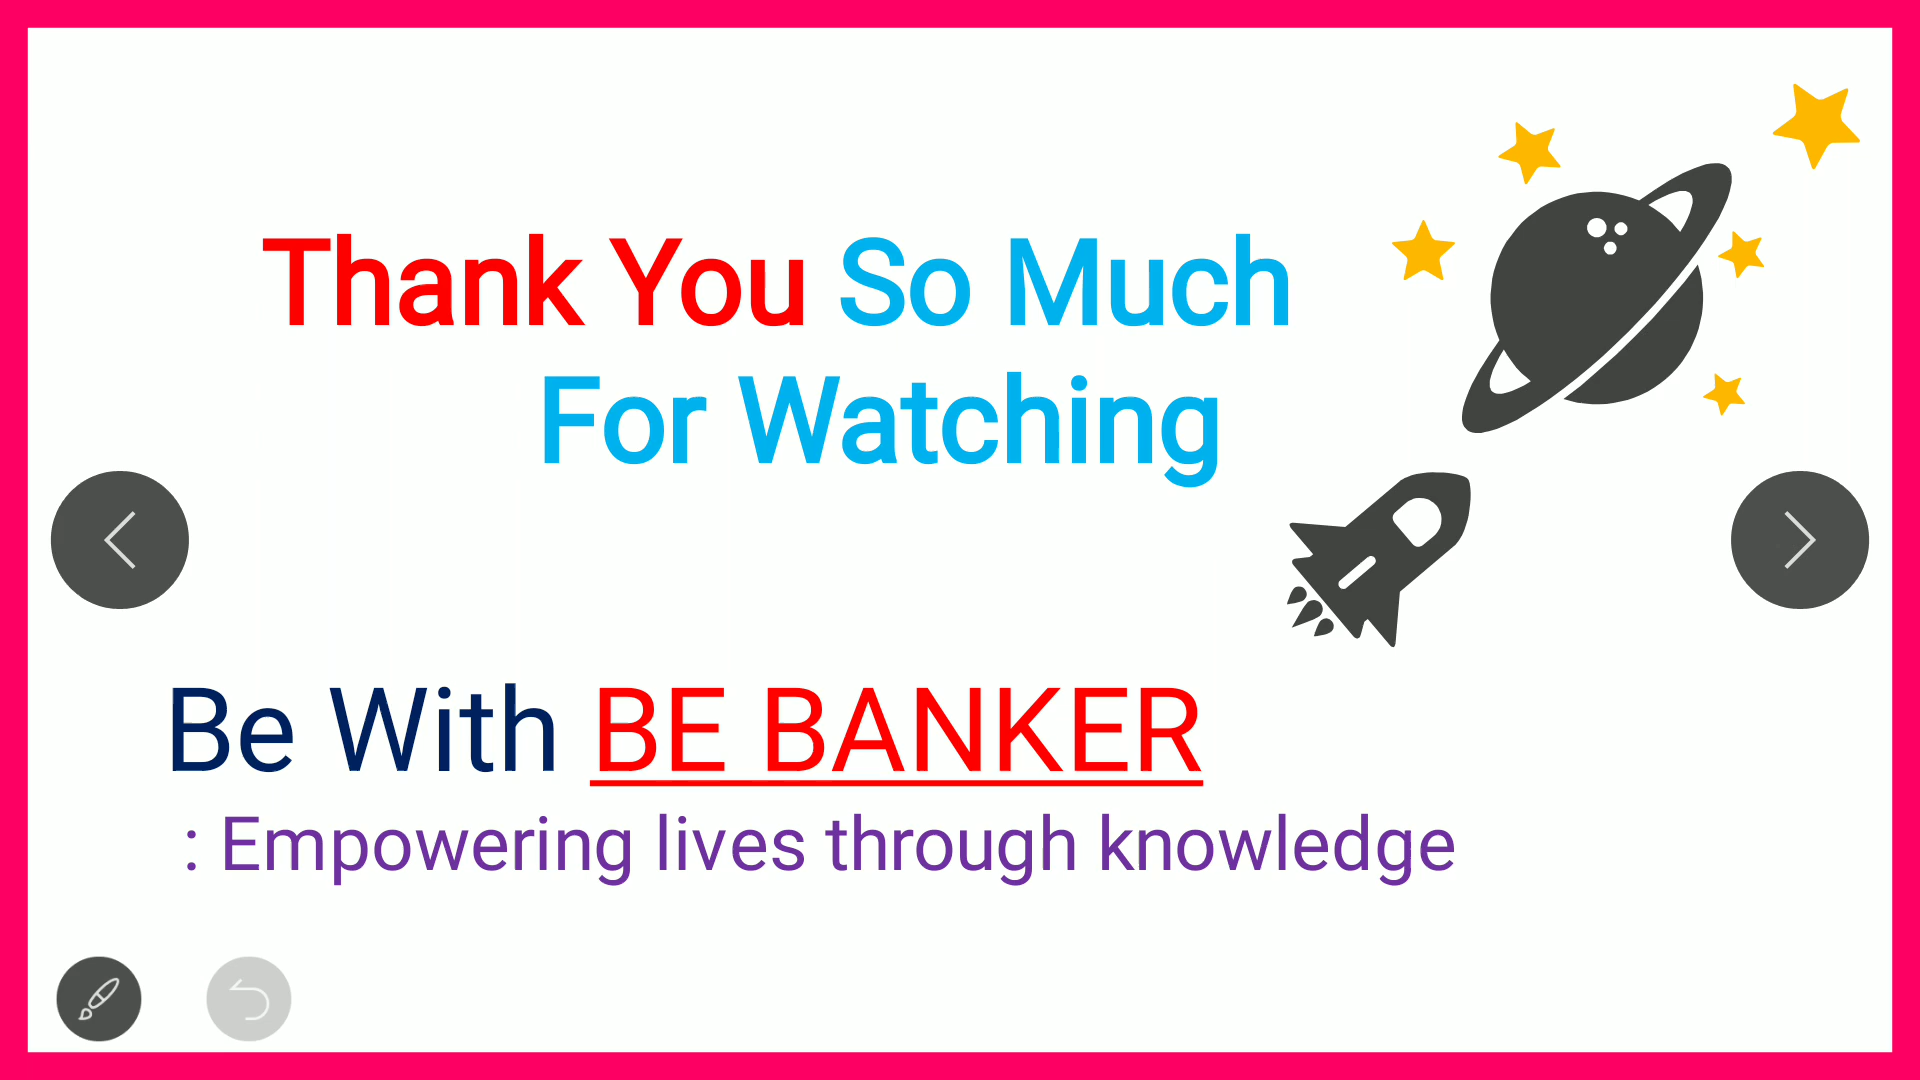 Thank You So Much
For Watching
Be With BE BANKER
: Empowering lives through knowledge